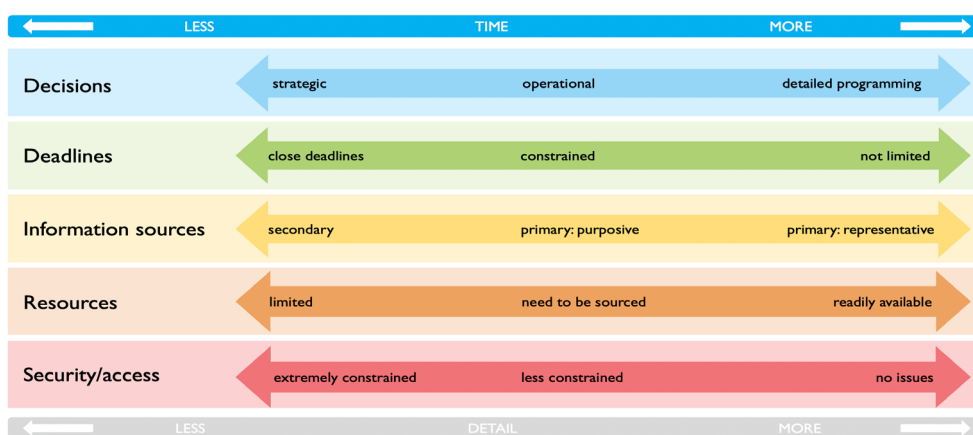 LESS TIME MORE
Decisions strategic operational detailed programming
Deadlines close deadlines constrained not limited
Information sources secondary primary: purposive primary: representative
Resources limited need to be sourced readily available
Security/access extremely constrained less constrained no issues
LESS DETAIL MORE